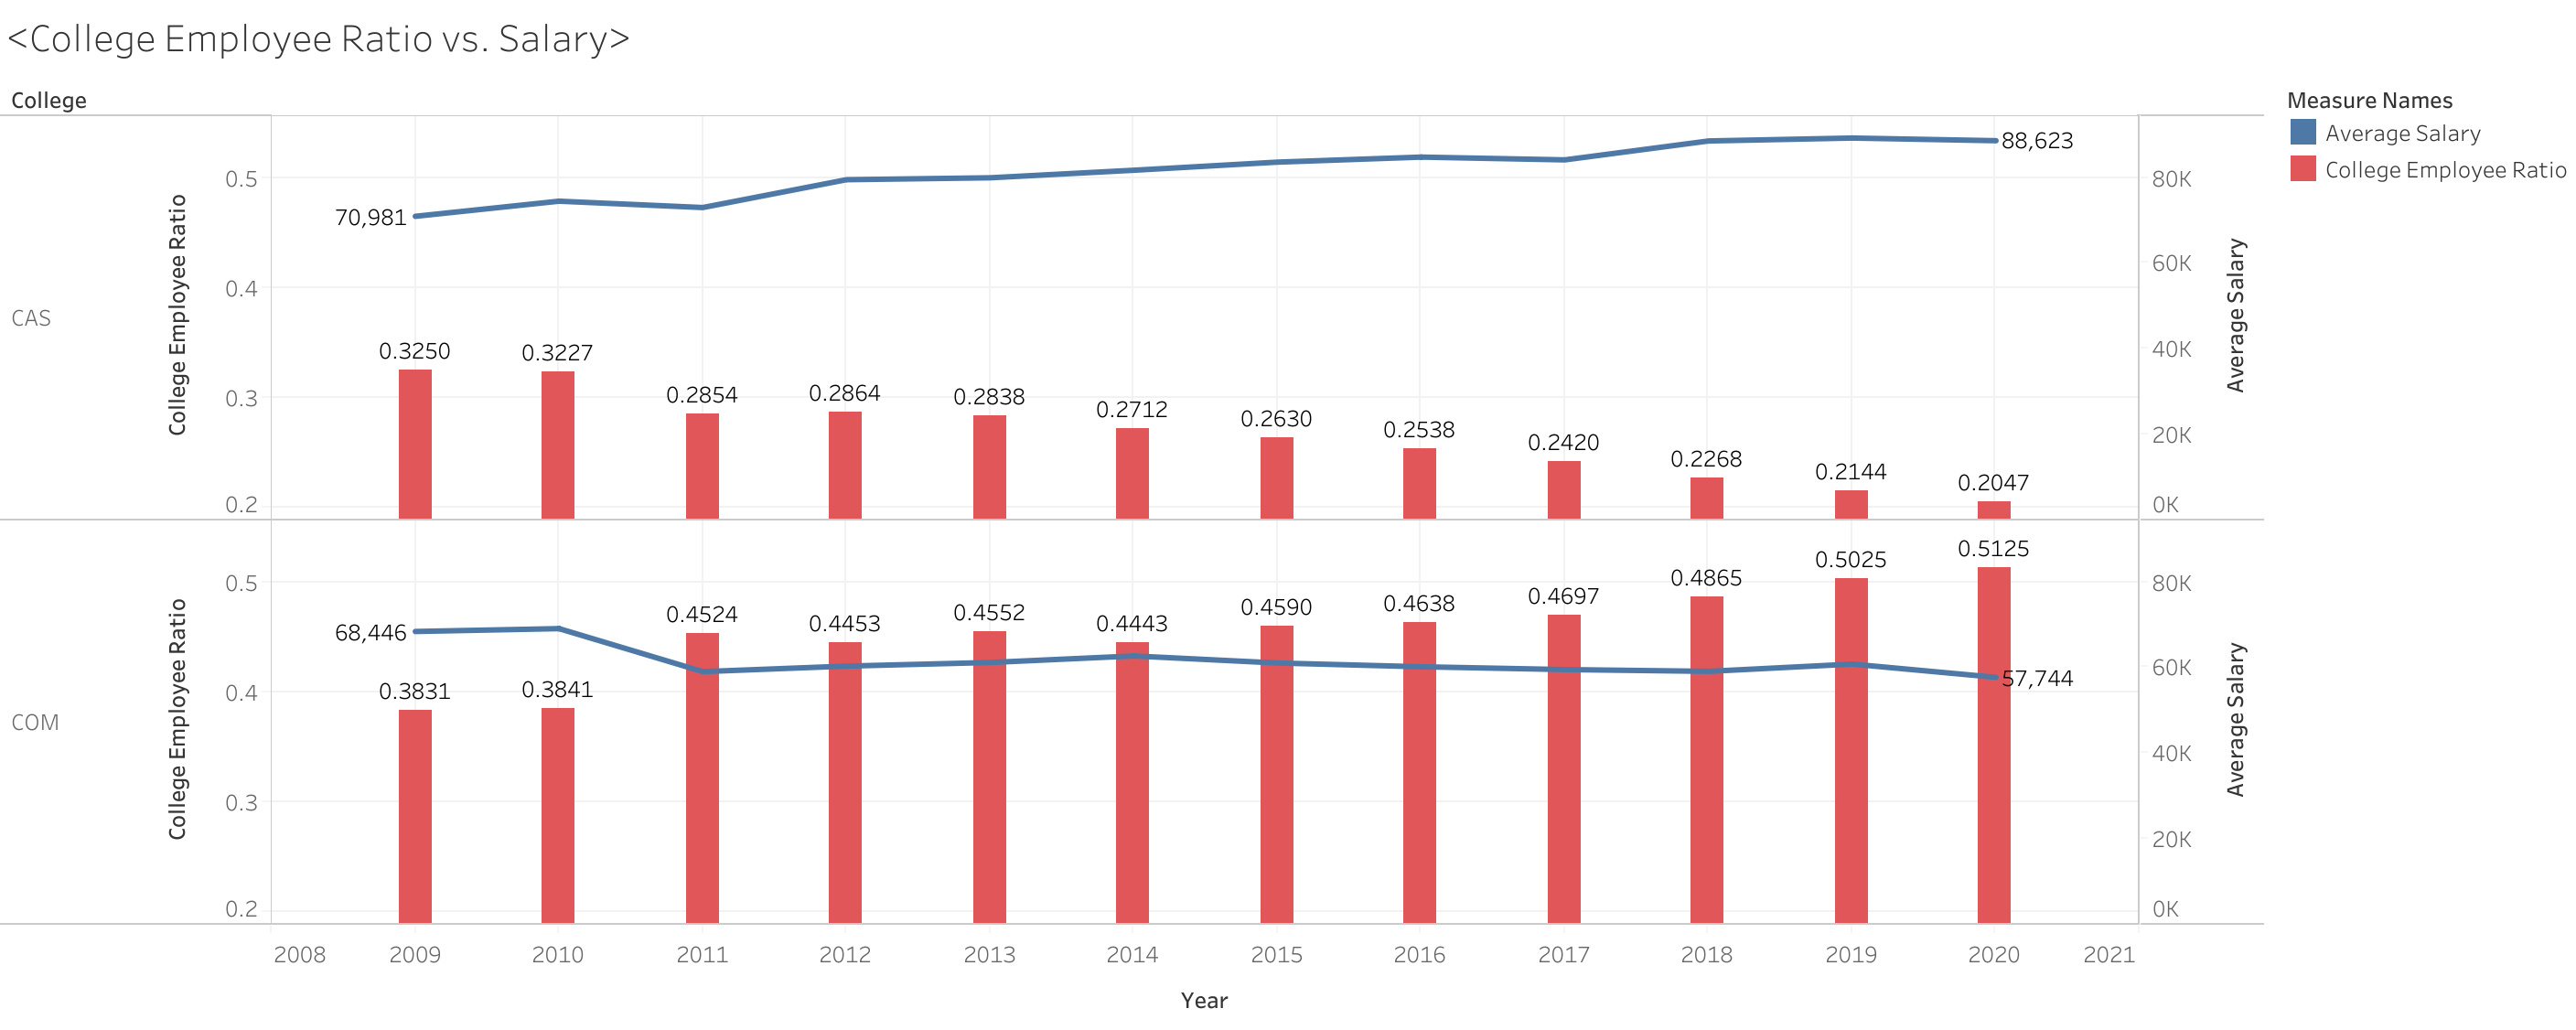 <College Employee Ratio vs. Salary>
College
Measure Names
Average Salary
College Employee Ratio
CAS
College Employee Ratio
0.5
0.4
0.3
0.2
70,981
88,623
0.3250
0.3227
0.2854
0.2864
0.2838
0.2712
0.2630
0.2538
0.2420
0.2268
0.2144
0.2047
80K
60K
40K
20K
0K
Average Salary
COM
College Employee Ratio
0.5
0.4
0.3
0.2
68,446
57,744
0.3831
0.3841
0.4524
0.4453
0.4552
0.4443
0.4590
0.4638
0.4697
0.4865
0.5025
0.5125
80K
60K
40K
20K
0K
Average Salary
2008 2009 2010 2011 2012 2013 2014 2015 2016 2017 2018 2019 2020 2021
Year